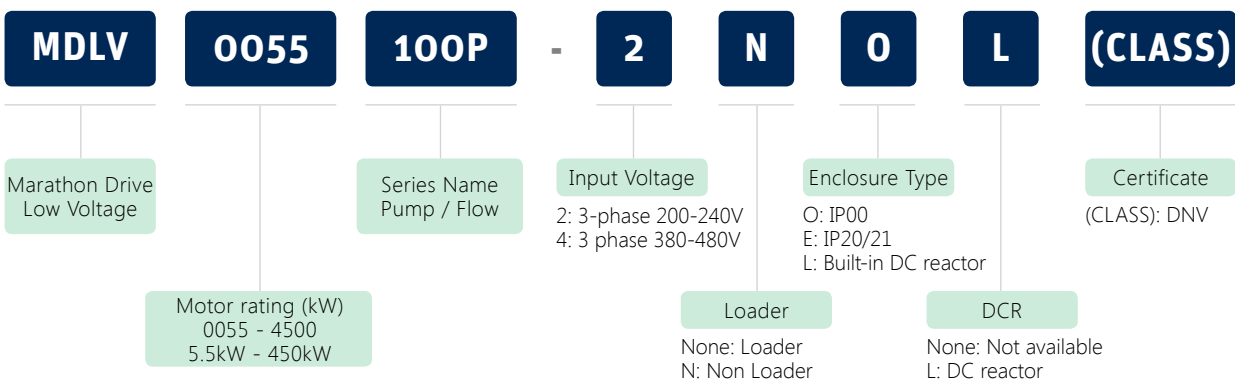 MDLV 0055 100P - 2 N O L (CLASS)
Marathon Drive
Low Voltage
Series Name
Pump / Flow
Input Voltage
2: 3-phase 200-240V
4: 3 phase 380-480V
Enclosure Type
O: IP00
E: IP20/21
L: Built-in DC reactor
Certificate
(CLASS): DNV
Motor rating (kW)
0055 - 4500
5.5kW - 450kW
Loader
None: Loader
N: Non Loader
DCR
None: Not available
L: DC reactor